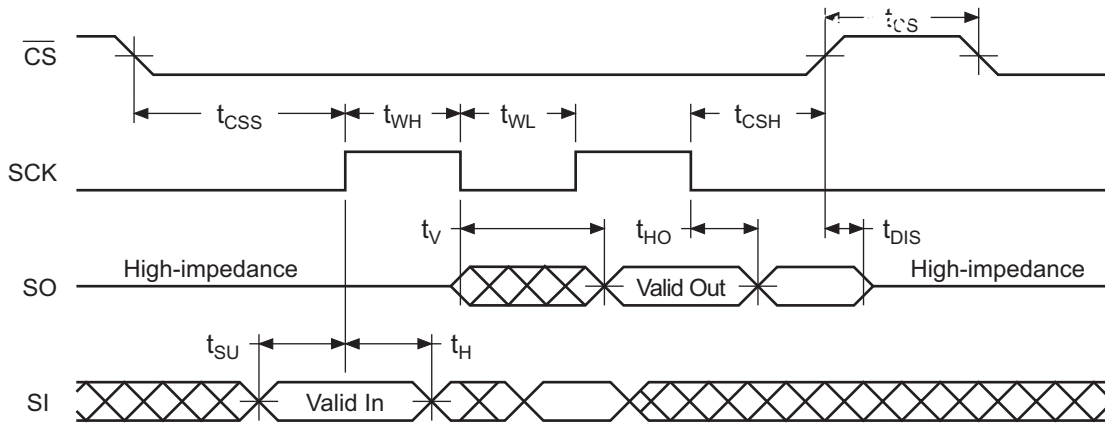 tCS
CS
tCSS
tWH
tWL
tCSH
SCK
tV
tHO
tDIS
High-impedance
High-impedance
SO
Valid Out
tSU
tH
SI
Valid In